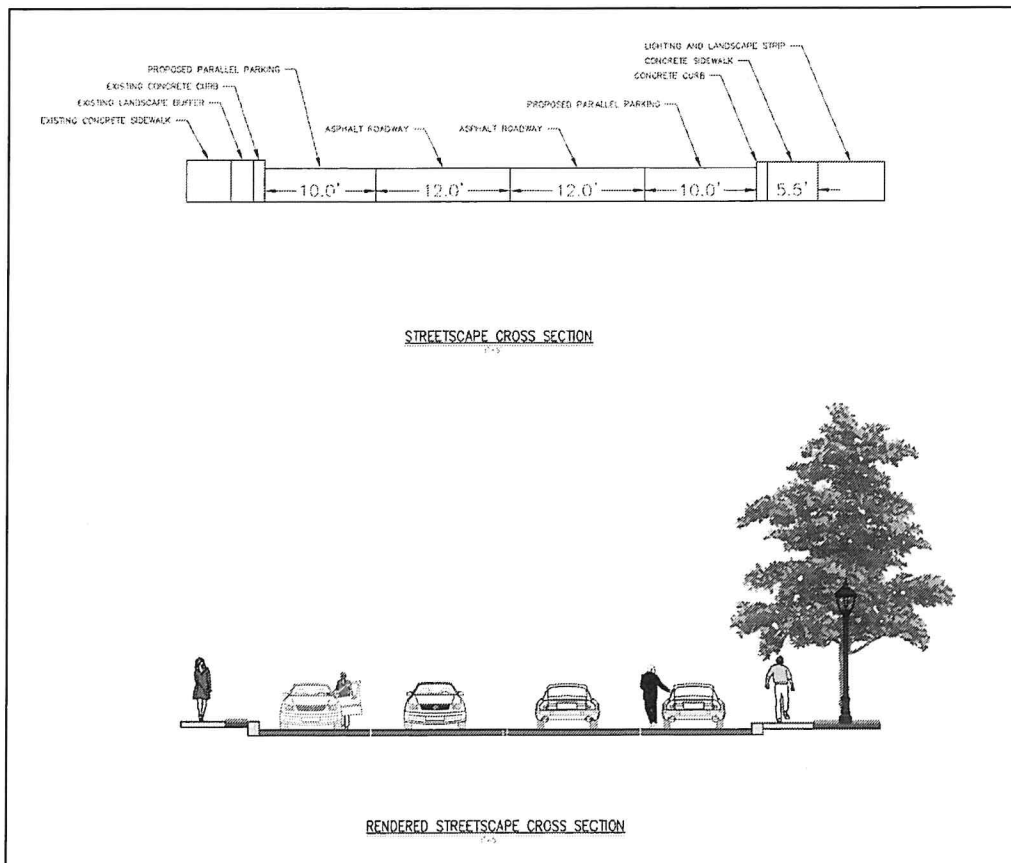 LIGHTING AND LANDSCAPE STRIP
CONCRETE SIDEWALK
CONCRETE CURB
PROPOSED PARALLEL PARKING
EXISTING CONCRETE CURB
EXISTING LANDSCAPE BUFFER
EXISTING CONCRETE SIDEWALK
PROPOSED PARALLEL PARKING
ASPHALT ROADWAY
ASPHALT ROADWAY
10.0'
12.0'
12.0'
10.0'
5.5'
STREETSCAPE CROSS SECTION
RENDERED STREETSCAPE CROSS SECTION